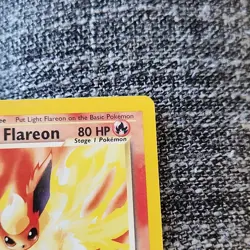 Put Light Flareon on the Basic Pokémon
Flareon 80 HP
Stage 1 Pokémon